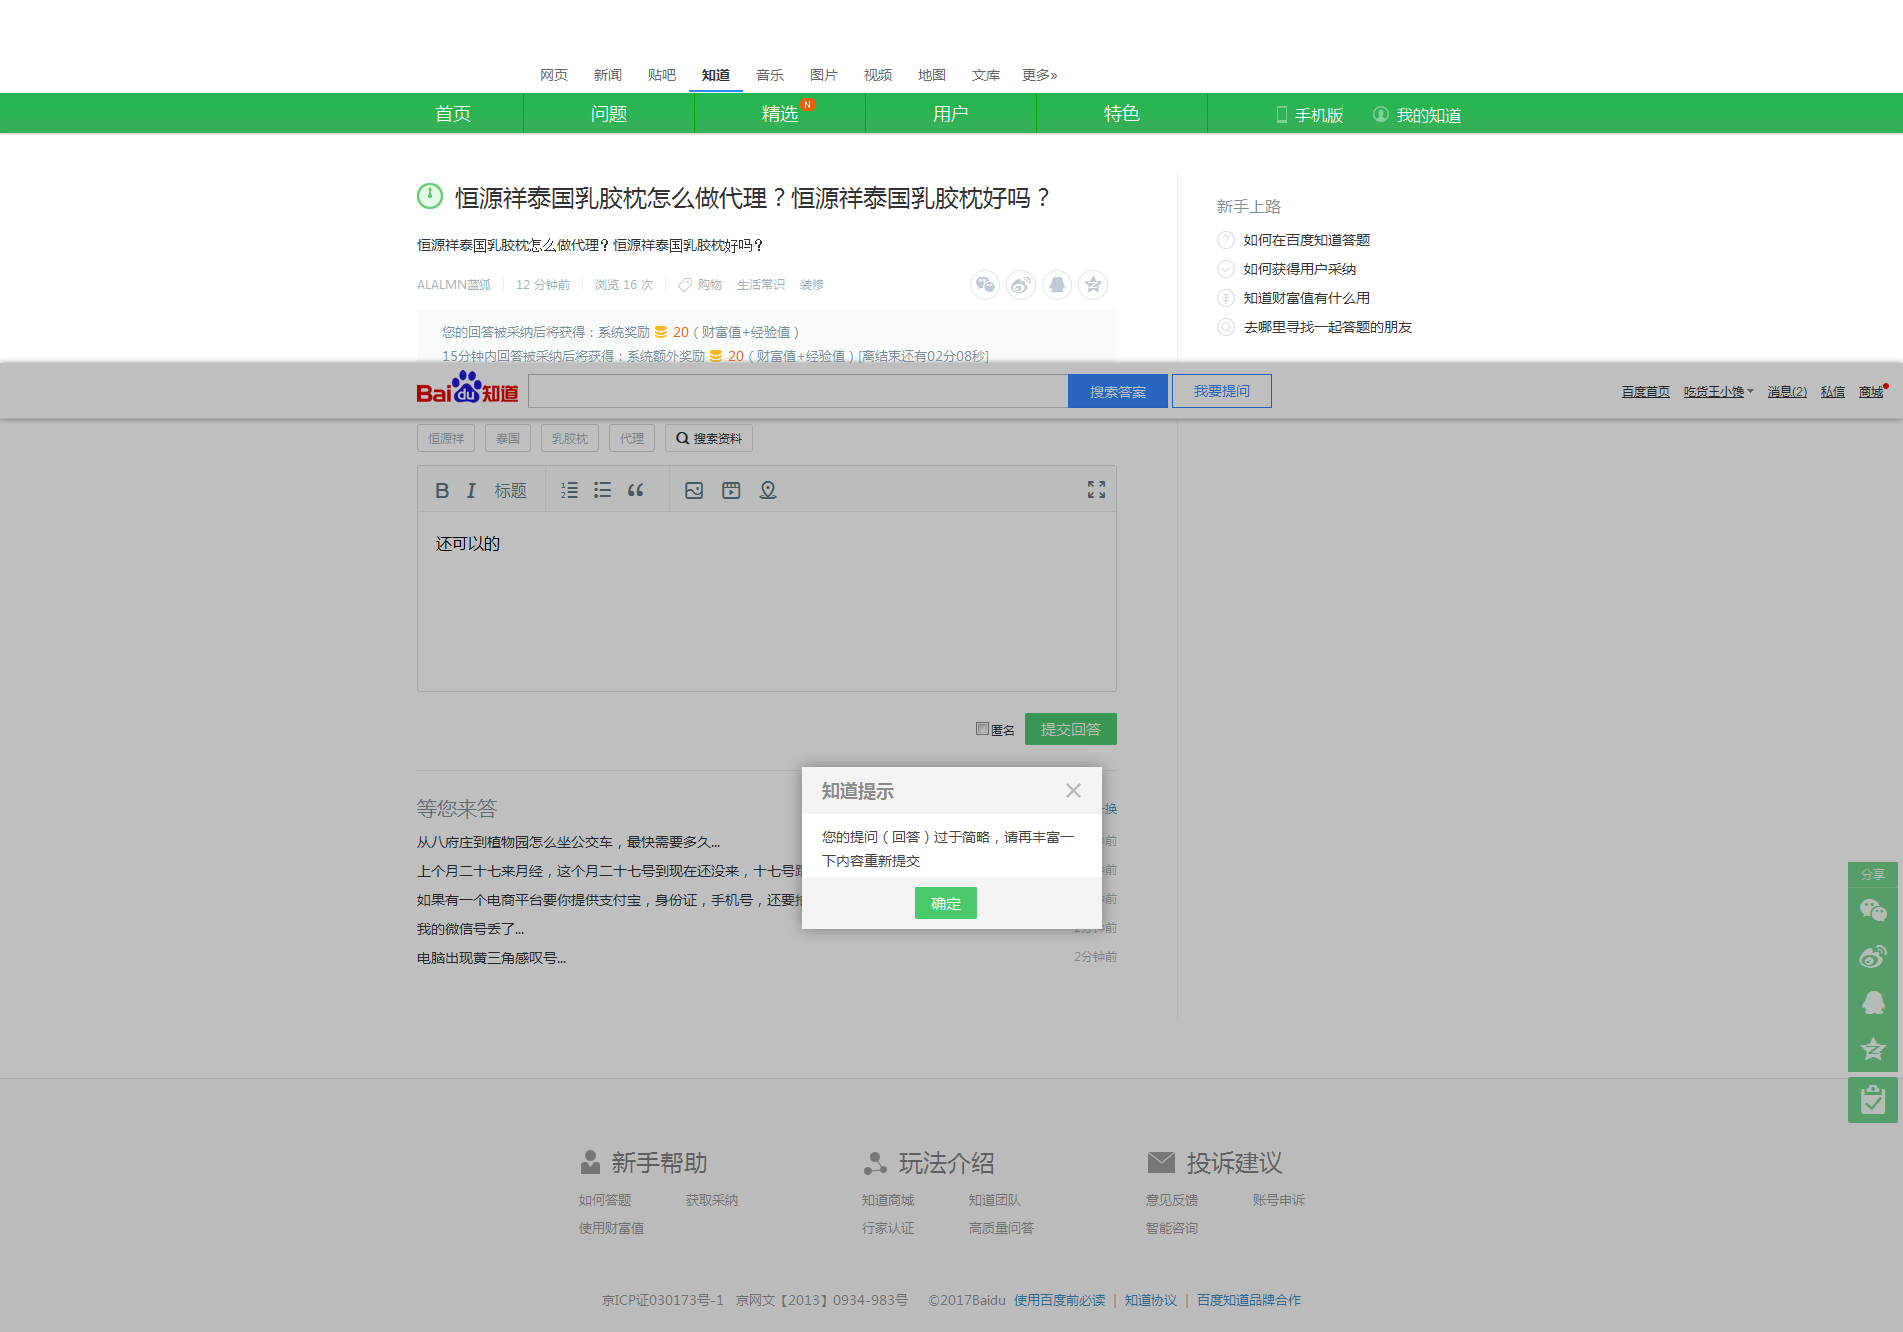 网页 新闻 贴吧 知道 音乐 图片 视频 地图 文库 更多»
首页 问题 精选 N 用户 特色 手机版 我的知道
恒源祥泰国乳胶枕怎么做代理？恒源祥泰国乳胶枕好吗？
恒源祥泰国乳胶枕怎么做代理？恒源祥泰国乳胶枕好吗？
ALALMN蓝狐 12 分钟前 浏览 16 次 购物 生活常识 装修
您的回答被采纳后将获得：系统奖励 20（财富值+经验值）
15分钟内回答被采纳后将获得：系统额外奖励 20（财富值+经验值）[离结束还有02分08秒]
新手上路
如何在百度知道答题
如何获得用户采纳
知道财富值有什么用
去哪里寻找一起答题的朋友
Bai du 知道 搜索答案 我要提问 百度首页 吃货王小馋 消息(2) 私信 商城
恒源祥 泰国 乳胶枕 代理 搜索资料
B I 标题
还可以的
匿名 提交回答
等您来答 换
从八府庄到植物园怎么坐公交车，最快需要多久... 前
上个月二十七来月经，这个月二十七号到现在还没来，十七号 前
如果有一个电商平台要你提供支付宝，身份证，手机号，还要 前
我的微信号丢了... 2分钟前
电脑出现黄三角感叹号... 2分钟前
知道提示
您的提问（回答）过于简略，请再丰富一
下内容重新提交
确定
分享
新手帮助 玩法介绍 投诉建议
如何答题 获取采纳 知道商城 知道团队 意见反馈 账号申诉
使用财富值 行家认证 高质量问答 智能咨询
京ICP证030173号-1 京网文【2013】0934-983号 ©2017Baidu 使用百度前必读 | 知道协议 | 百度知道品牌合作